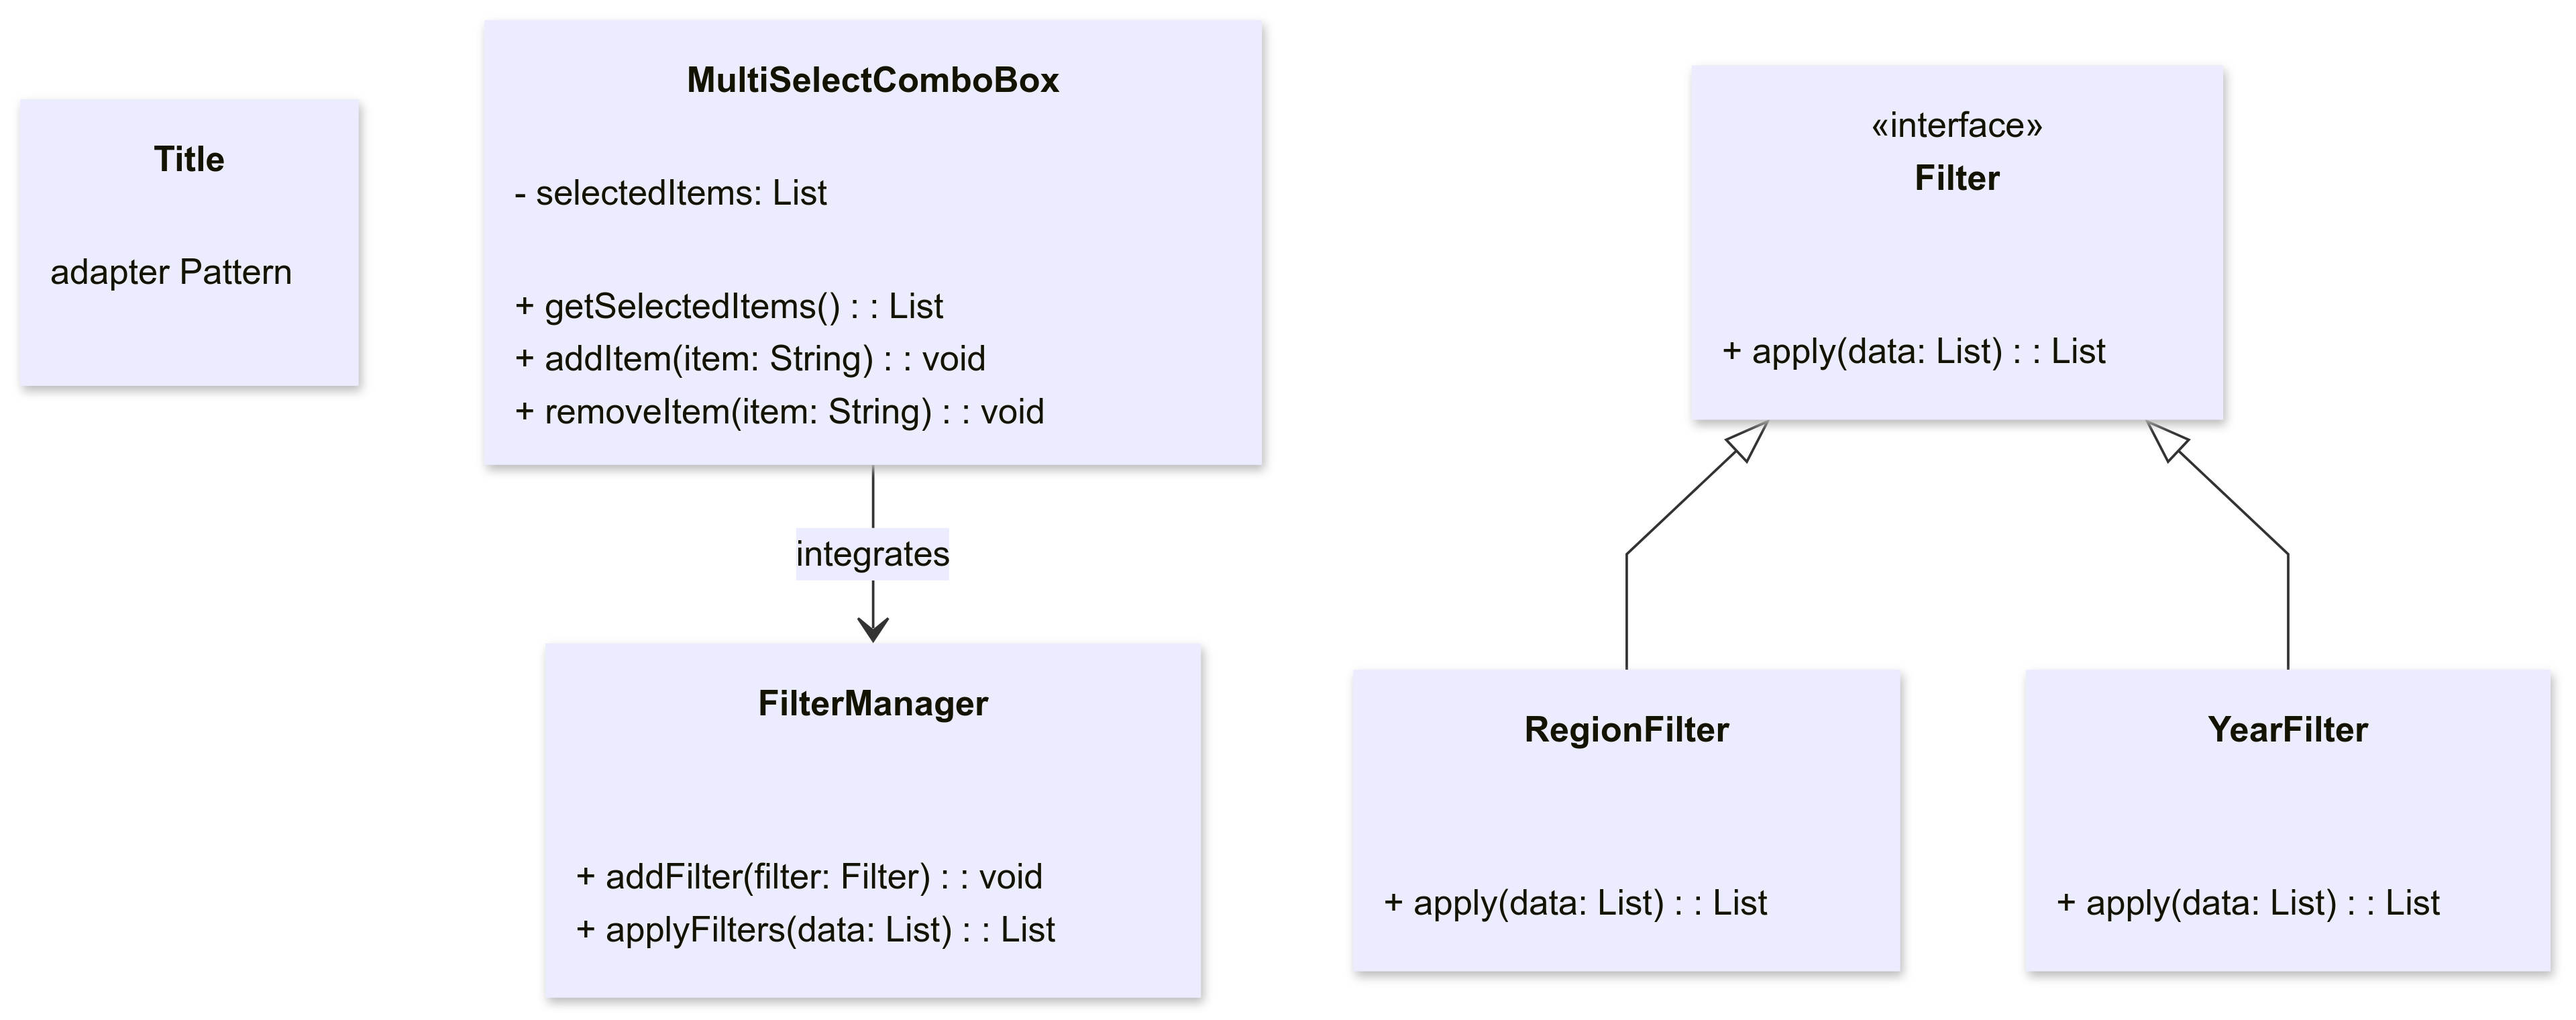 Title
adapter Pattern
MultiSelectComboBox
- selectedItems: List
+ getSelectedItems() : : List
+ addItem(item: String) : : void
+ removeItem(item: String) : : void
integrates
FilterManager
+ addFilter(filter: Filter) : : void
+ applyFilters(data: List) : : List
«interface»
Filter
+ apply(data: List) : : List
RegionFilter
+ apply(data: List) : : List
YearFilter
+ apply(data: List) : : List